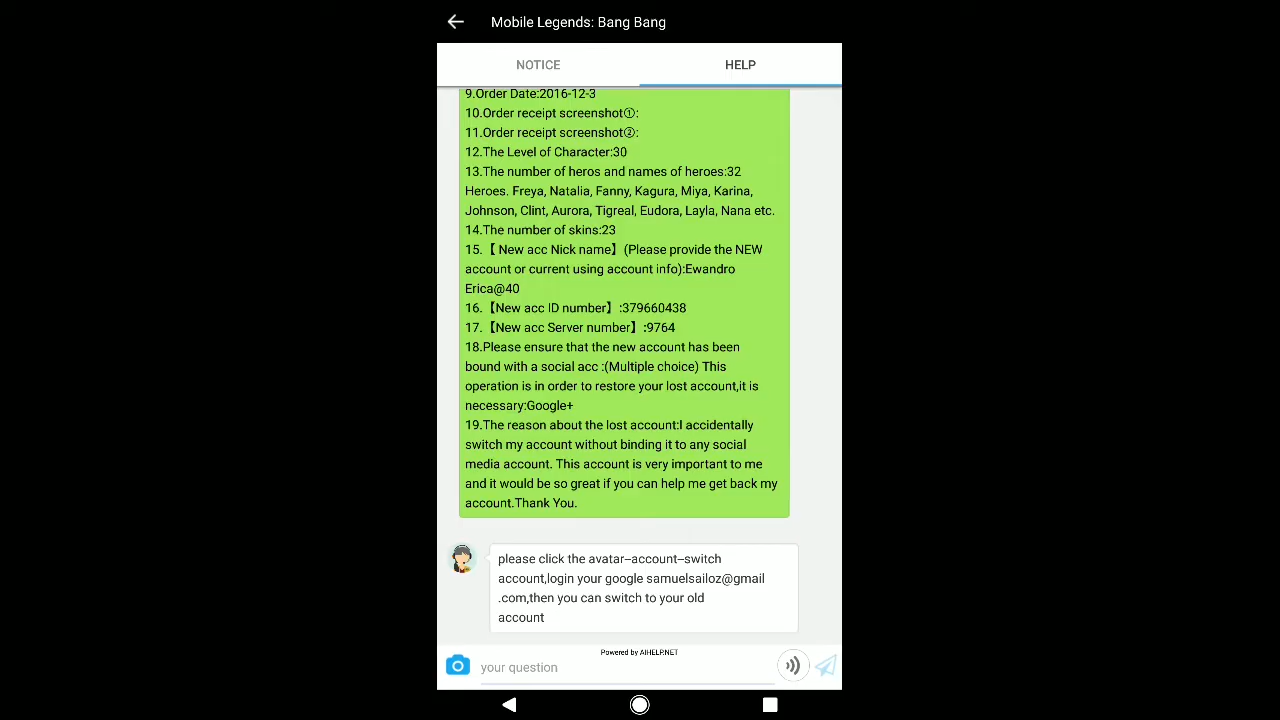 Mobile Legends: Bang Bang
NOTICE
HELP
9.Order Date:2016-12-3
10.Order receipt screenshot①:
11.Order receipt screenshot②:
12.The Level of Character:30
13.The number of heros and names of heroes:32
Heroes. Freya, Natalia, Fanny, Kagura, Miya, Karina,
Johnson, Clint, Aurora, Tigreal, Eudora, Layla, Nana etc.
14.The number of skins:23
15.【 New acc Nick name】(Please provide the NEW
account or current using account info):Ewandro
Erica@40
16.【New acc ID number】:379660438
17.【New acc Server number】:9764
18.Please ensure that the new account has been
bound with a social acc :(Multiple choice) This
operation is in order to restore your lost account,it is
necessary:Google+
19.The reason about the lost account:I accidentally
switch my account without binding it to any social
media account. This account is very important to me
and it would be so great if you can help me get back my
account.Thank You.
please click the avatar–account–switch
account,login your google samuelsailoz@gmail
.com,then you can switch to your old
account
Powered by AIHELP.NET
your question